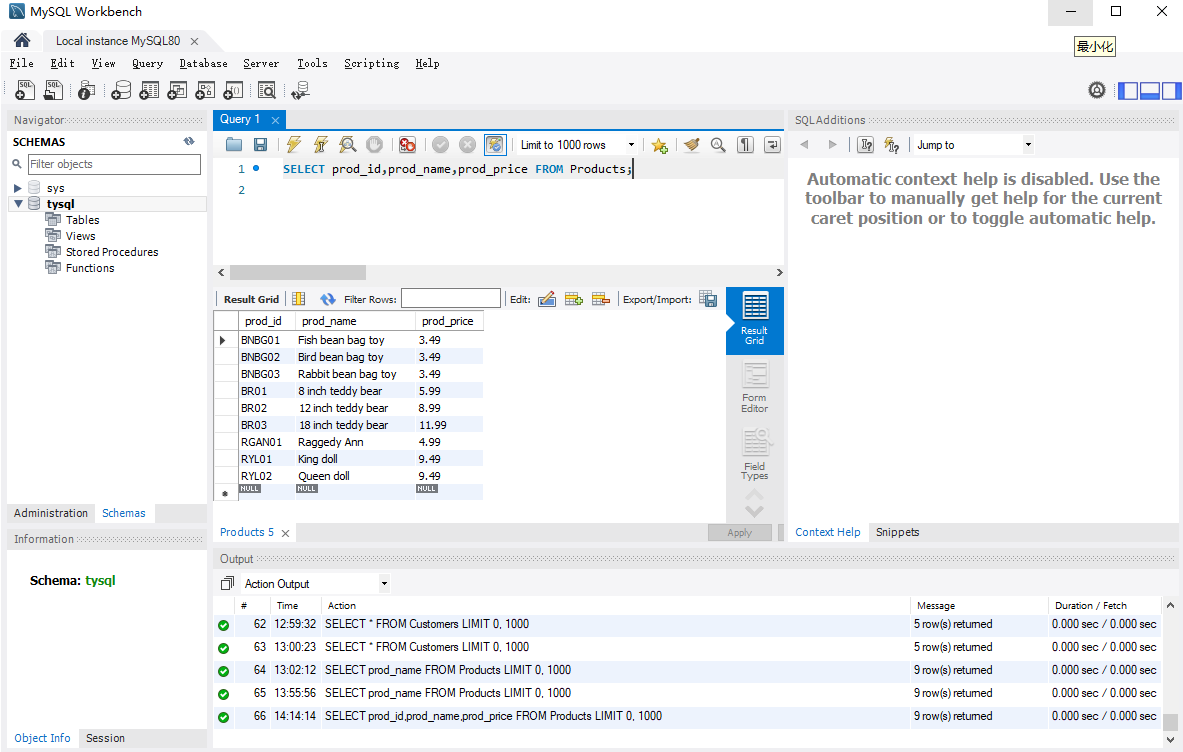 MySQL Workbench
Local instance MySQL80
最小化
File Edit View Query Database Server Tools Scripting Help
Navigator
SCHEMAS
Filter objects
sys
tysql
Tables
Views
Stored Procedures
Functions
Administration Schemas
Information
Schema: tysql
Object Info Session
Query 1
Limit to 1000 rows
1 SELECT prod_id,prod_name,prod_price FROM Products;
2
Result Grid Filter Rows: Edit: Export/Import:
prod_id prod_name prod_price
BNBG01 Fish bean bag toy 3.49
BNBG02 Bird bean bag toy 3.49
BNBG03 Rabbit bean bag toy 3.49
BR01 8 inch teddy bear 5.99
BR02 12 inch teddy bear 8.99
BR03 18 inch teddy bear 11.99
RGAN01 Raggedy Ann 4.99
RYL01 King doll 9.49
RYL02 Queen doll 9.49
NULL NULL NULL
Result
Grid
Form
Editor
Field
Types
Products 5
Apply
SQLAdditions
Jump to
Automatic context help is disabled. Use the
toolbar to manually get help for the current
caret position or to toggle automatic help.
Context Help Snippets
Output
Action Output
# Time Action Message Duration / Fetch
62 12:59:32 SELECT * FROM Customers LIMIT 0, 1000 5 row(s) returned 0.000 sec / 0.000 sec
63 13:00:23 SELECT * FROM Customers LIMIT 0, 1000 5 row(s) returned 0.000 sec / 0.000 sec
64 13:02:12 SELECT prod_name FROM Products LIMIT 0, 1000 9 row(s) returned 0.000 sec / 0.000 sec
65 13:55:56 SELECT prod_name FROM Products LIMIT 0, 1000 9 row(s) returned 0.000 sec / 0.000 sec
66 14:14:14 SELECT prod_id,prod_name,prod_price FROM Products LIMIT 0, 1000 9 row(s) returned 0.000 sec / 0.000 sec